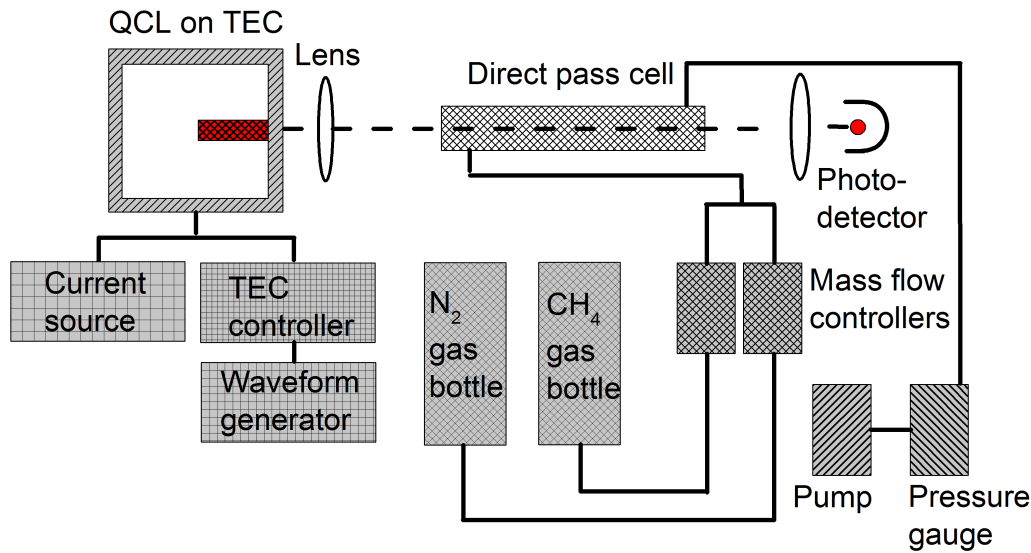 QCL on TEC
Lens
Direct pass cell
Photo-
detector
Current
source
TEC
controller
Waveform
generator
N₂
gas
bottle
CH₄
gas
bottle
Mass flow
controllers
Pump
Pressure
gauge